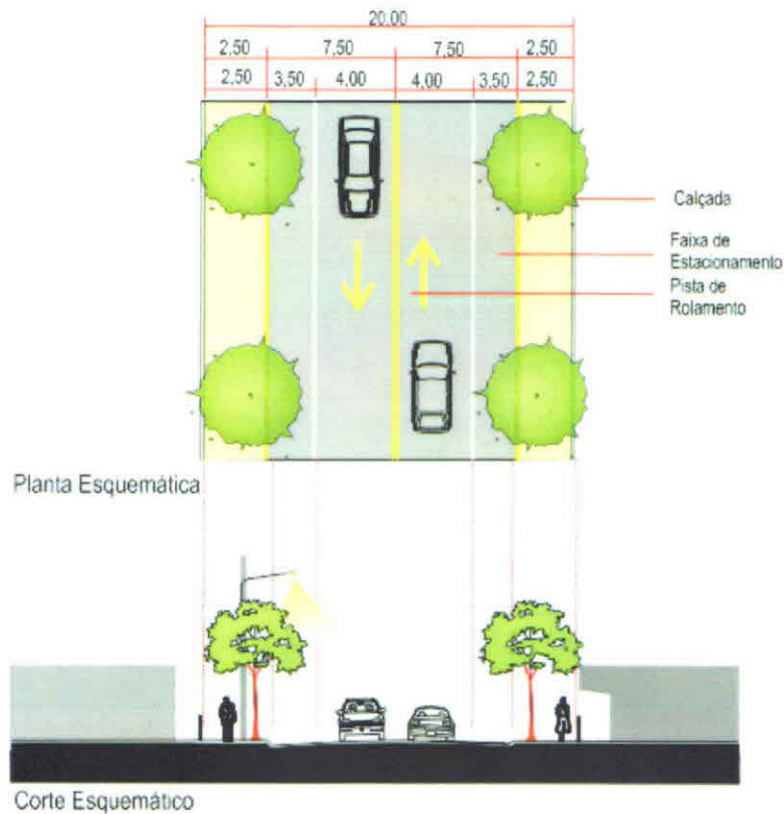 20,00
2,50 7,50 7,50 2,50
2,50 3,50 4,00 4,00 3,50 2,50
Calçada
Faixa de
Estacionamento
Pista de
Rolamento
Planta Esquemática
Corte Esquemático